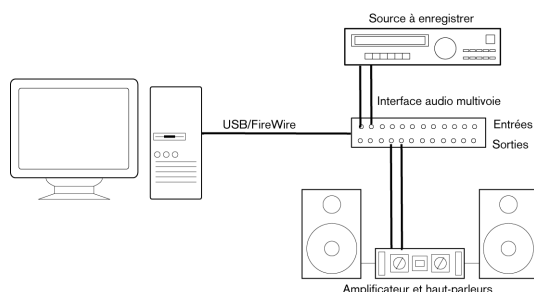 Source à enregistrer
Interface audio multivoie
USB/FireWire
Entrées
Sorties
Amplificateur et haut-parleurs